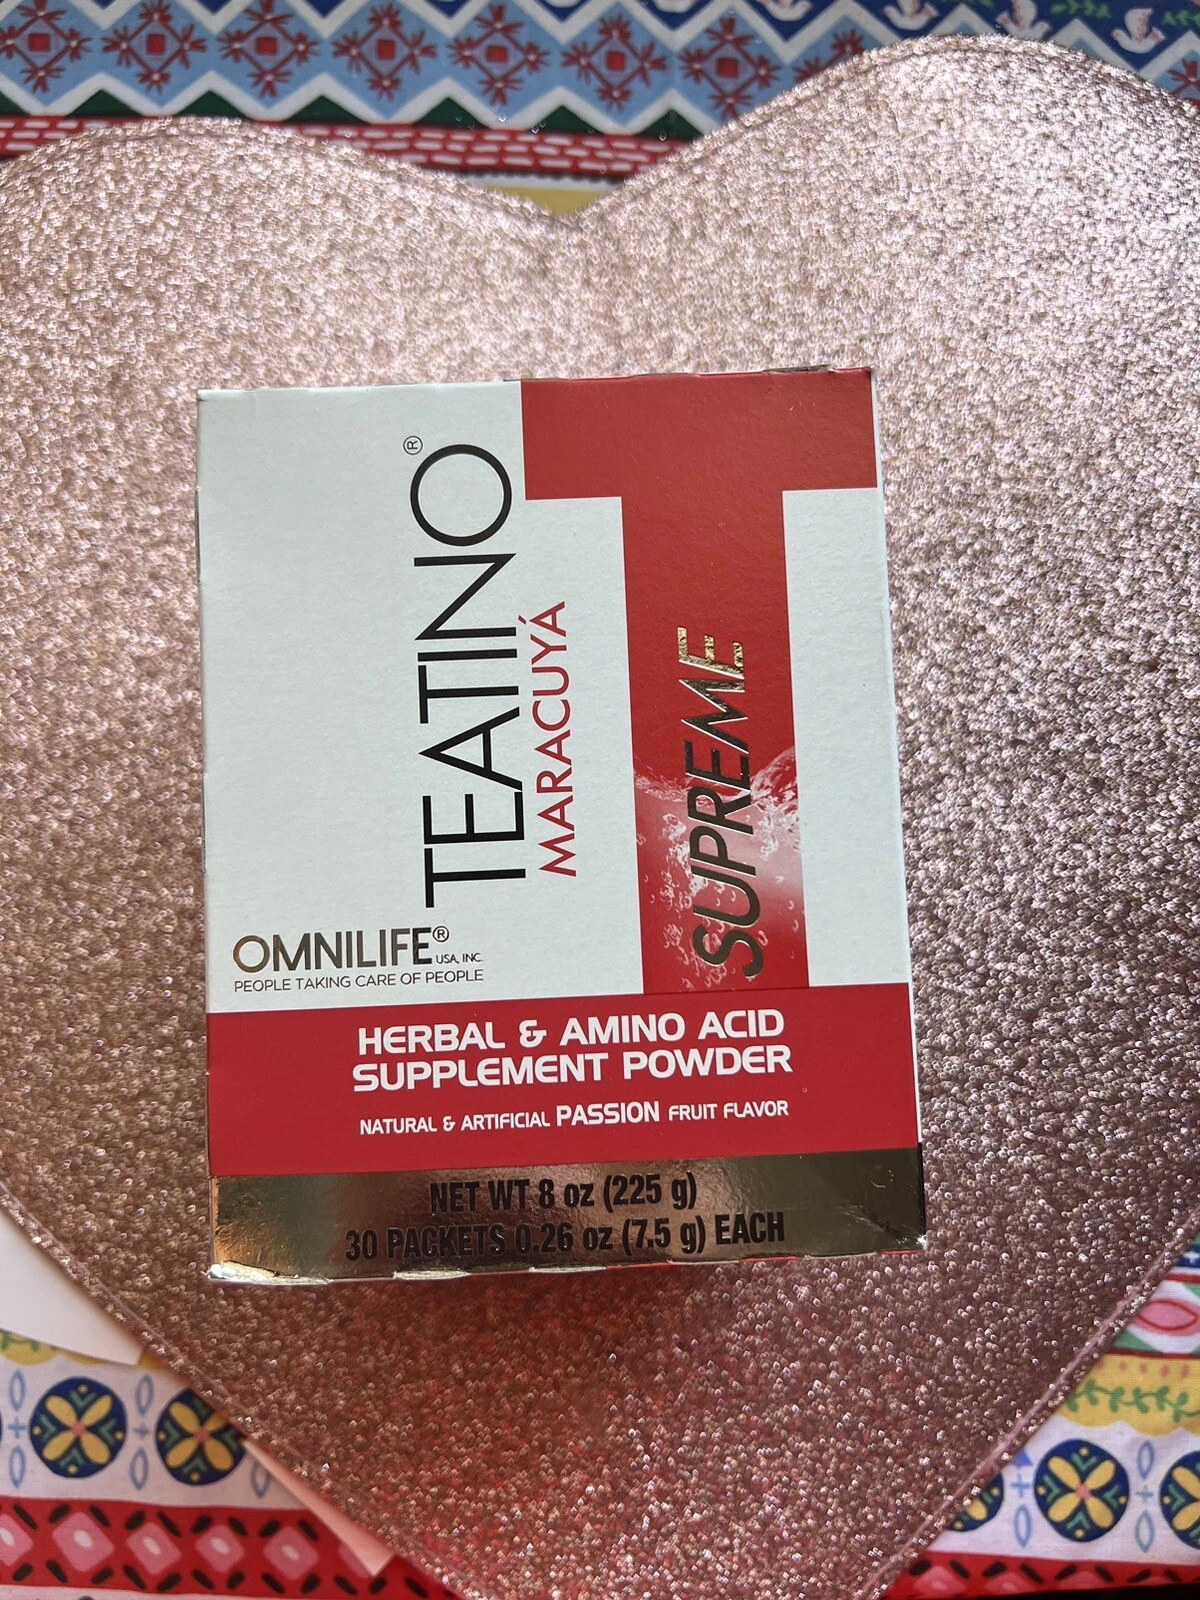 TEATINO®
MARACUYÁ
SUPREME
OMNILIFE® USA, INC.
PEOPLE TAKING CARE OF PEOPLE
HERBAL & AMINO ACID
SUPPLEMENT POWDER
NATURAL & ARTIFICIAL PASSION FRUIT FLAVOR
NET WT 8 oz (225 g)
30 PACKETS 0.26 oz (7.5 g) EACH